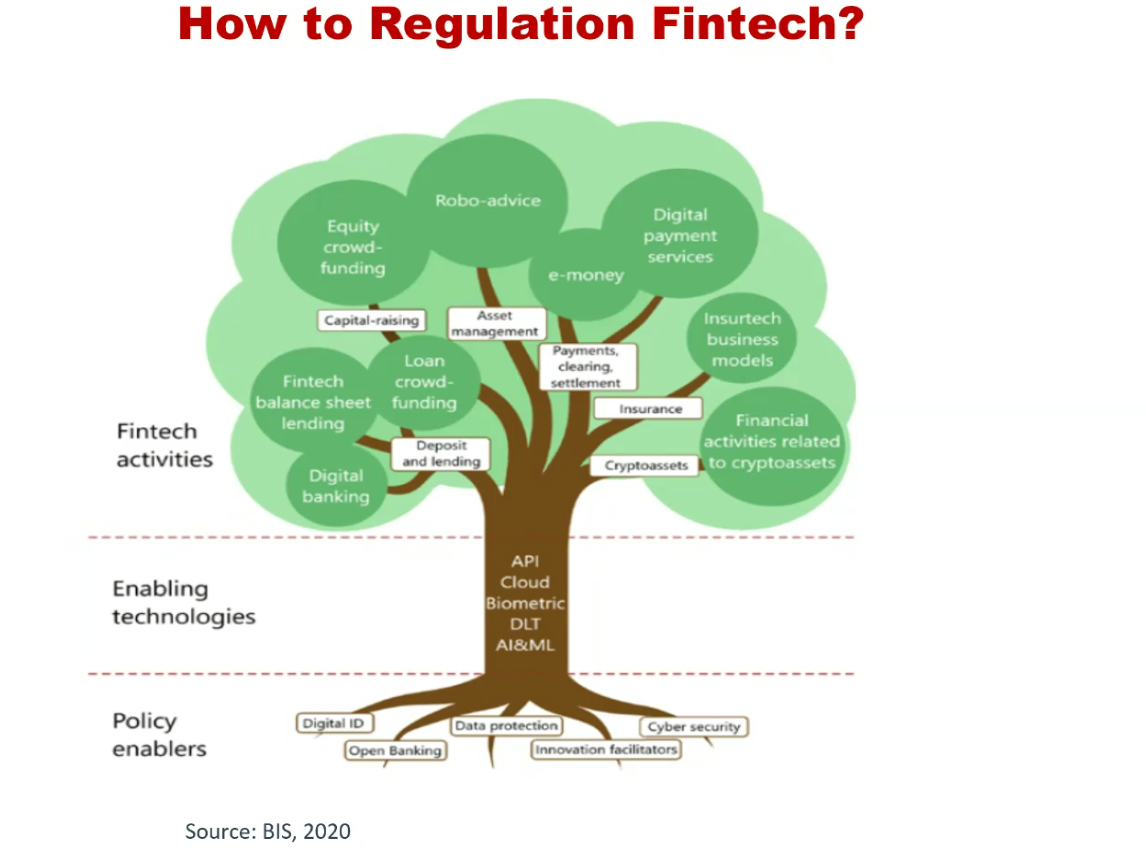 How to Regulation Fintech?
Robo-advice
Equity
crowd-
funding
Digital
payment
services
e-money
Capital-raising
Asset
management
Insurtech
business
models
Payments,
clearing,
settlement
Loan
crowd-
funding
Fintech
balance sheet
lending
Insurance
Financial
activities related
to cryptoassets
Fintech
activities
Deposit
and lending
Cryptoassets
Digital
banking
Enabling
technologies
API
Cloud
Biometric
DLT
AI&ML
Policy
enablers
Digital ID
Data protection
Cyber security
Open Banking
Innovation facilitators
Source: BIS, 2020